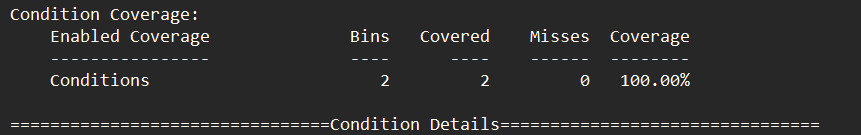 Condition Coverage:
    Enabled Coverage              Bins   Covered    Misses  Coverage
    ----------------              ----      ----    ------  --------
    Conditions                       2         2         0   100.00%
================================Condition Details================================